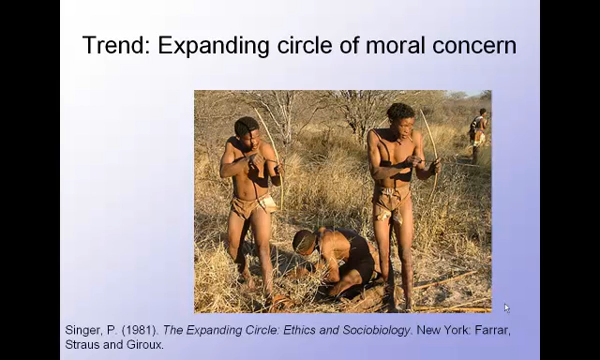 Trend: Expanding circle of moral concern
Singer, P. (1981). The Expanding Circle: Ethics and Sociobiology. New York: Farrar,
Straus and Giroux.